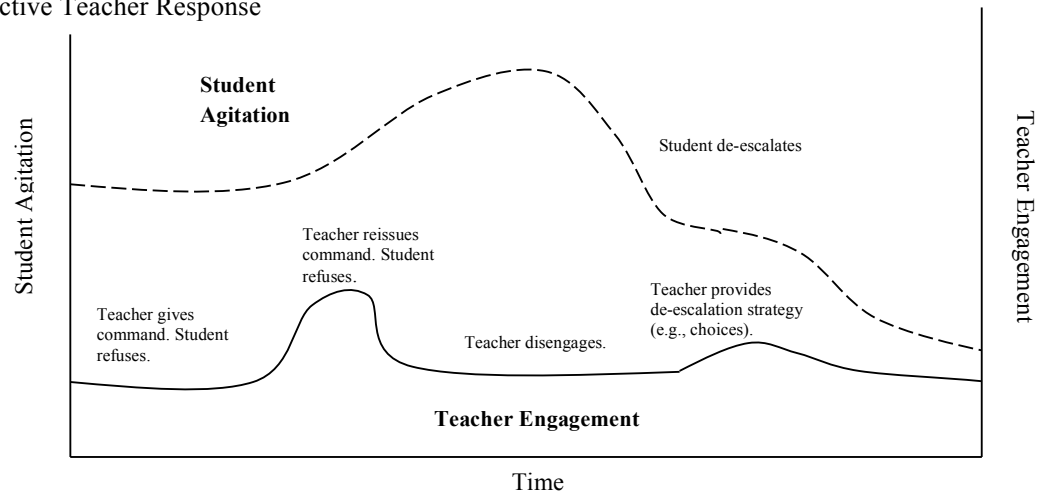 ctive Teacher Response
Student
Agitation
Student Agitation
Teacher Engagement
Student de-escalates
Teacher reissues
command. Student
refuses.
Teacher provides
de-escalation strategy
(e.g., choices).
Teacher gives
command. Student
refuses.
Teacher disengages.
Teacher Engagement
Time